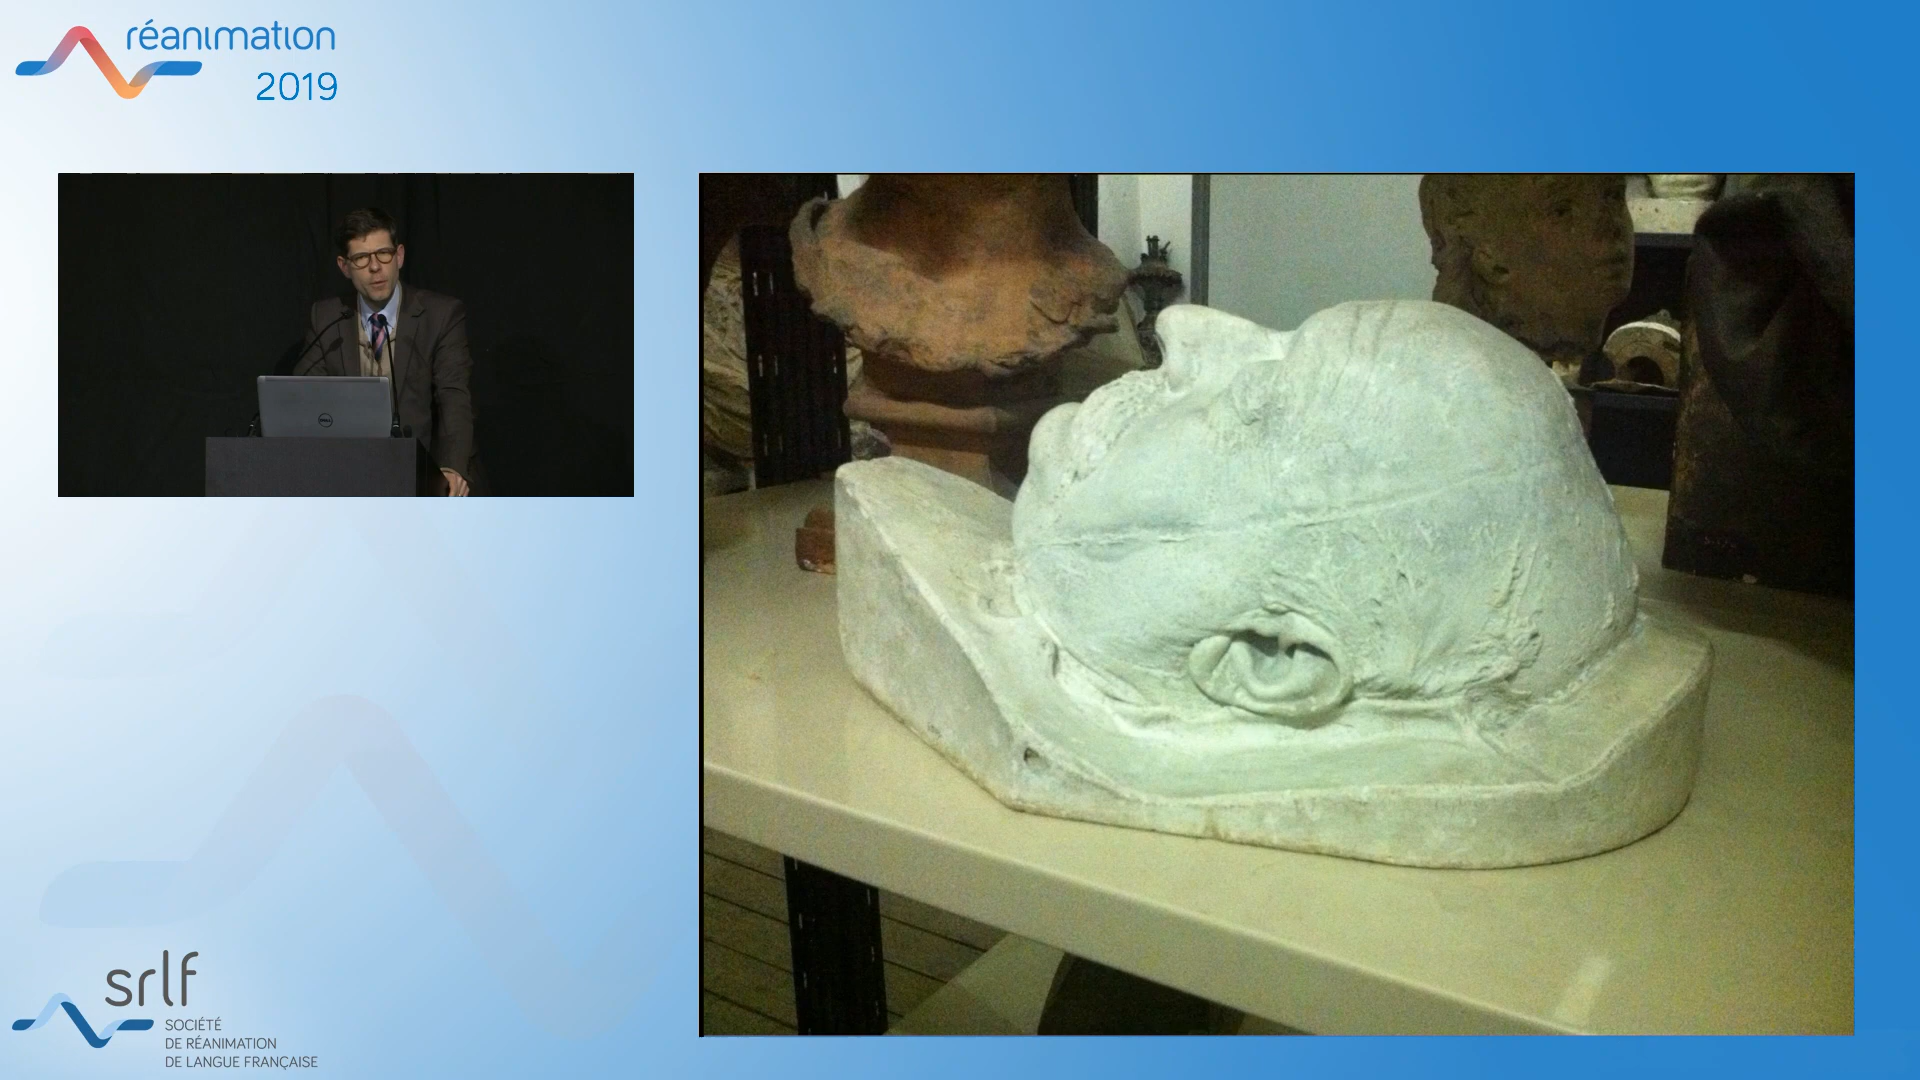 réanimation
2019
srlf
SOCIÉTÉ
DE RÉANIMATION
DE LANGUE FRANÇAISE